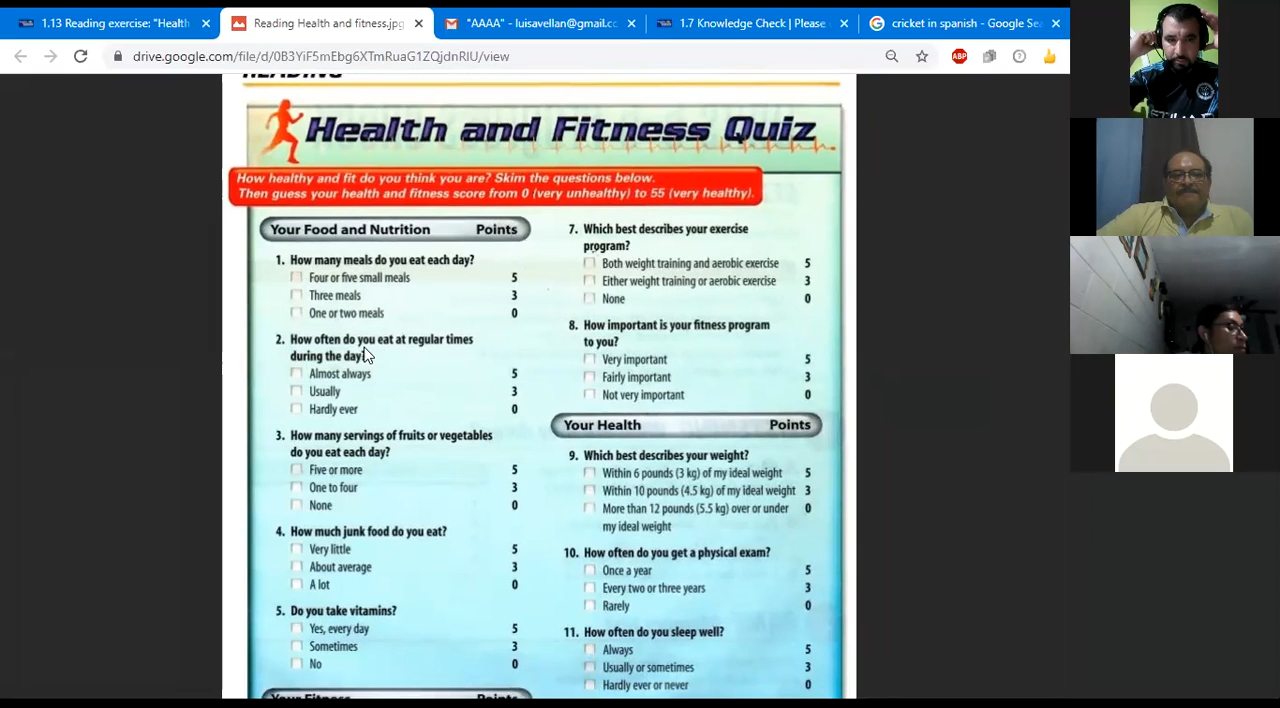 1.13 Reading exercise: "Health
Reading Health and fitness.jpg
"AAAA" - luisavellan@gmail.cc
1.7 Knowledge Check | Please
cricket in spanish - Google Sea
drive.google.com/file/d/0B3YiF5mEbg6XTmRuaG1ZQjdnRIU/view
ABP
READING
Health and Fitness Quiz
How healthy and fit do you think you are? Skim the questions below.
Then guess your health and fitness score from 0 (very unhealthy) to 55 (very healthy).
Your Food and Nutrition Points
1. How many meals do you eat each day?
Four or five small meals 5
Three meals 3
One or two meals 0
2. How often do you eat at regular times
during the day?
Almost always 5
Usually 3
Hardly ever 0
3. How many servings of fruits or vegetables
do you eat each day?
Five or more 5
One to four 3
None 0
4. How much junk food do you eat?
Very little 5
About average 3
A lot 0
5. Do you take vitamins?
Yes, every day 5
Sometimes 3
No 0
Your Fitness Points
7. Which best describes your exercise
program?
Both weight training and aerobic exercise 5
Either weight training or aerobic exercise 3
None 0
8. How important is your fitness program
to you?
Very important 5
Fairly important 3
Not very important 0
Your Health Points
9. Which best describes your weight?
Within 6 pounds (3 kg) of my ideal weight 5
Within 10 pounds (4.5 kg) of my ideal weight 3
More than 12 pounds (5.5 kg) over or under 0
my ideal weight
10. How often do you get a physical exam?
Once a year 5
Every two or three years 3
Rarely 0
11. How often do you sleep well?
Always 5
Usually or sometimes 3
Hardly ever or never 0